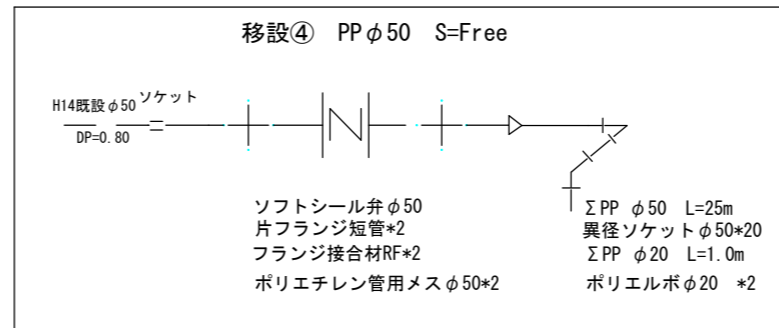 移設④ PPφ50 S=Free
H14既設φ50
ソケット
DP=0.80
ソフトシール弁φ50
片フランジ短管*2
フランジ接合材RF*2
ポリエチレン管用メスφ50*2
ΣPP φ50 L=25m
異径ソケットφ50*20
ΣPP φ20 L=1.0m
ポリエルボφ20 *2